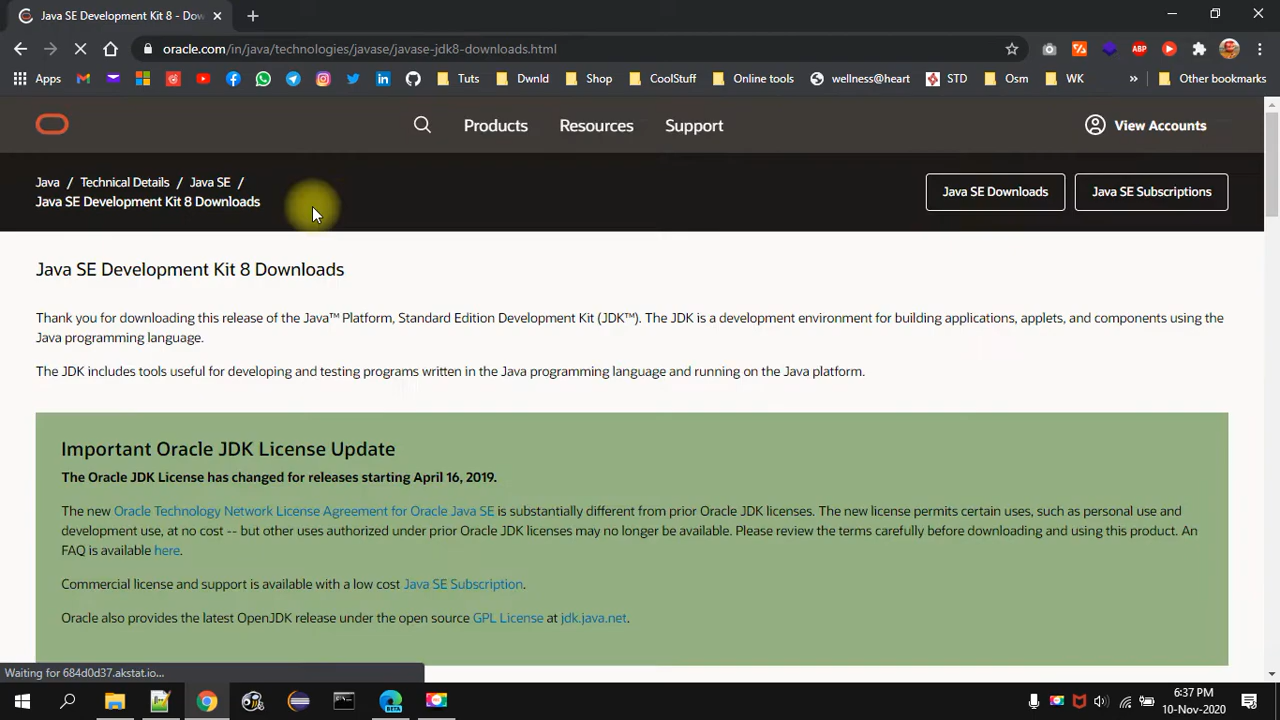 Java SE Development Kit 8 - Dow
oracle.com/in/java/technologies/javase/javase-jdk8-downloads.html
ABP
Apps
Tuts
Dwnld
Shop
CoolStuff
Online tools
wellness@heart
STD
Osm
WK
»
Other bookmarks
Products
Resources
Support
View Accounts
Java / Technical Details / Java SE /
Java SE Development Kit 8 Downloads
Java SE Downloads
Java SE Subscriptions
Java SE Development Kit 8 Downloads
Thank you for downloading this release of the Java™ Platform, Standard Edition Development Kit (JDK™). The JDK is a development environment for building applications, applets, and components using the
Java programming language.
The JDK includes tools useful for developing and testing programs written in the Java programming language and running on the Java platform.
Important Oracle JDK License Update
The Oracle JDK License has changed for releases starting April 16, 2019.
The new Oracle Technology Network License Agreement for Oracle Java SE is substantially different from prior Oracle JDK licenses. The new license permits certain uses, such as personal use and
development use, at no cost -- but other uses authorized under prior Oracle JDK licenses may no longer be available. Please review the terms carefully before downloading and using this product. An
FAQ is available here.
Commercial license and support is available with a low cost Java SE Subscription.
Oracle also provides the latest OpenJDK release under the open source GPL License at jdk.java.net.
Waiting for 684d0d37.akstat.io...
BETA
6:37 PM
10-Nov-2020